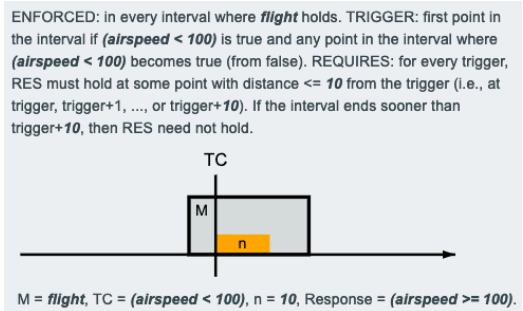 ENFORCED: in every interval where flight holds. TRIGGER: first point in
the interval if (airspeed < 100) is true and any point in the interval where
(airspeed < 100) becomes true (from false). REQUIRES: for every trigger,
RES must hold at some point with distance <= 10 from the trigger (i.e., at
trigger, trigger+1, ..., or trigger+10). If the interval ends sooner than
trigger+10, then RES need not hold.
TC
M
n
M = flight, TC = (airspeed < 100), n = 10, Response = (airspeed >= 100).